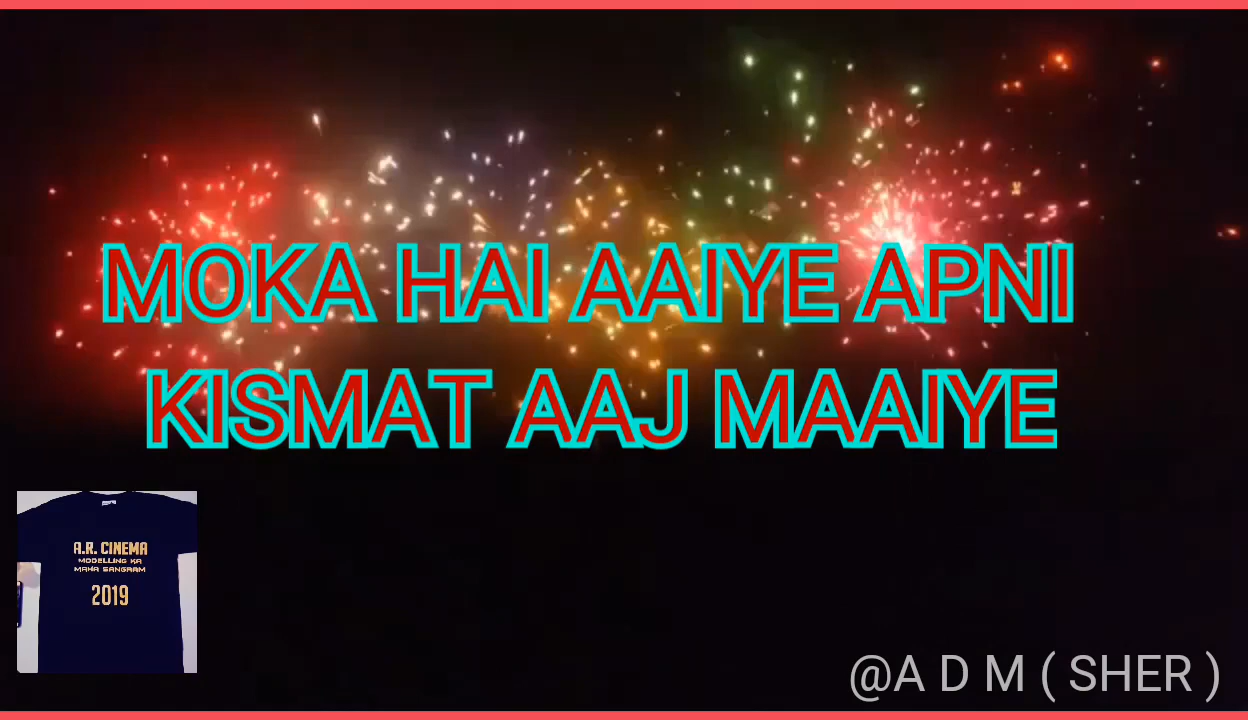 MOKA HAI AAIYE APNI
KISMAT AAJ MAAIYE
A.R. CINEMA
MODELLING KA
MAHA SANGRAM
2019
@A D M ( SHER )